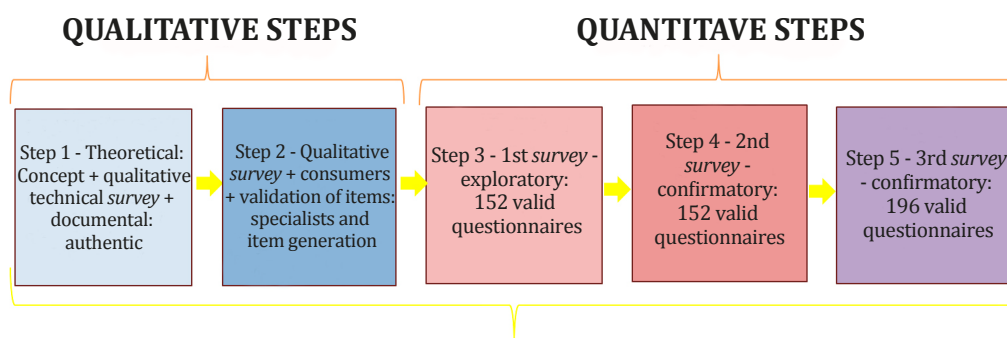 QUALITATIVE STEPS
QUANTITAVE STEPS
Step 1 - Theoretical:
Concept + qualitative
technical survey +
documental:
authentic
Step 2 - Qualitative
survey + consumers
+ validation of items:
specialists and
item generation
Step 3 - 1st survey -
exploratory:
152 valid
questionnaires
Step 4 - 2nd
survey -
confirmatory:
152 valid
questionnaires
Step 5 - 3rd survey
- confirmatory:
196 valid
questionnaires